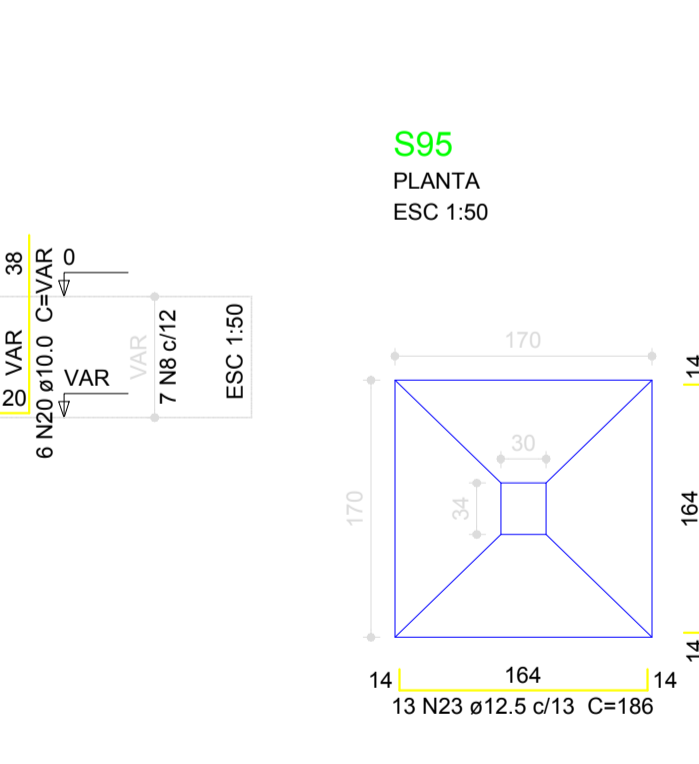 38
VAR
20
6 N20 ø10.0 C=VAR
0
VAR
VAR
7 N8 c/12
ESC 1:50
S95
PLANTA
ESC 1:50
170
30
34
170
14
164
14
14
164
14
13 N23 ø12.5 c/13 C=186